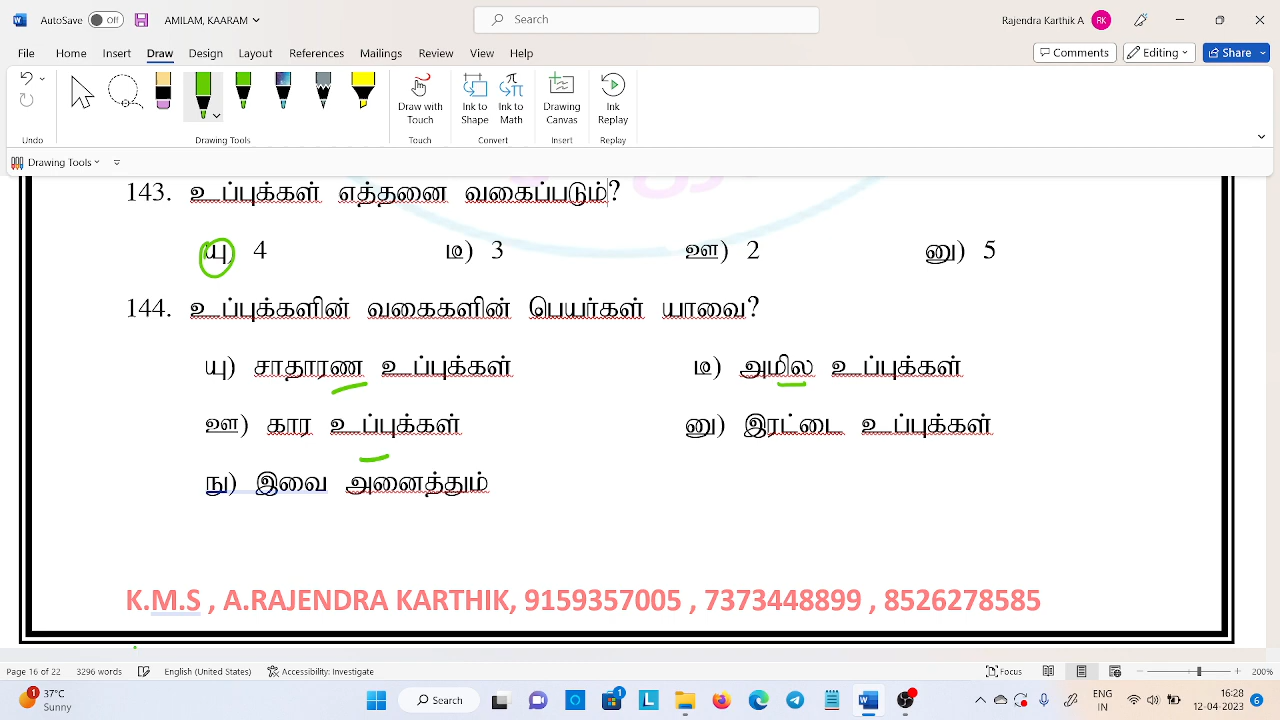 AutoSave Off AMILAM, KAARAM Search Rajendra Karthik A RK
File Home Insert Draw Design Layout References Mailings Review View Help Comments Editing Share
Draw with Touch Ink to Shape Ink to Math Drawing Canvas Ink Replay
Undo Drawing Tools Touch Convert Insert Replay
Drawing Tools
143. உப்புக்கள் எத்தனை வகைப்படும்?
யு) 4 டீ) 3 ஊ) 2 னு) 5
144. உப்புக்களின் வகைகளின் பெயர்கள் யாவை?
யு) சாதாரண உப்புக்கள் டீ) அமில உப்புக்கள்
ஊ) கார உப்புக்கள் னு) இரட்டை உப்புக்கள்
நு) இவை அனைத்தும்
K.M.S , A.RAJENDRA KARTHIK, 9159357005 , 7373448899 , 8526278585
Page 16 of 22 3296 words English (United States) Accessibility: Investigate Focus 200%
1 37°C Sunny Search 1 ENG IN 16:28 12-04-2023 6